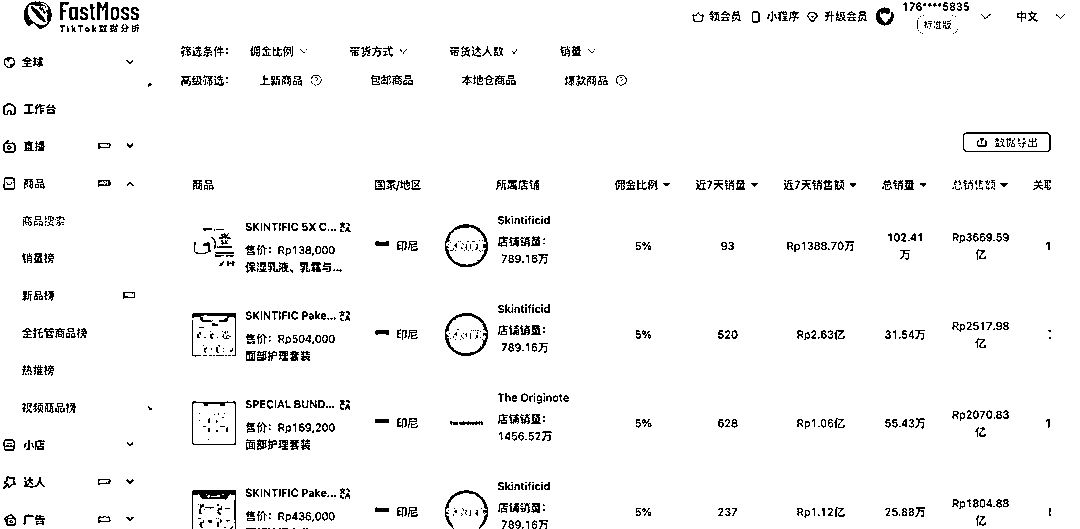 FastMoss
TikTok数据分析
领会员 小程序 升级会员 176****5835 中文
标准版
筛选条件： 佣金比例 带货方式 带货达人数 销量
全球
高级筛选： 上新商品 包邮商品 本地仓商品 爆款商品
工作台
直播
数据导出
商品
商品 国家/地区 所属店铺 佣金比例 近7天销量 近7天销售额 总销量 总销售额 关联
商品搜索
销量榜
新品榜
全托管商品榜
热推榜
视频商品榜
小店
达人
广告
SKINTIFIC 5X C...
售价：Rp138,000
保湿乳液、乳霜与...
印尼
Skintificid
店铺销量：
789.16万
5%
93
Rp1388.70万
102.41
万
Rp3669.59
亿
1
SKINTIFIC Pake...
售价：Rp504,000
面部护理套装
印尼
Skintificid
店铺销量：
789.16万
5%
520
Rp2.63亿
31.54万
Rp2517.98
亿
SPECIAL BUND...
售价：Rp169,200
面部护理套装
印尼
The Originote
店铺销量：
1456.52万
5%
628
Rp1.06亿
55.43万
Rp2070.83
亿
1
SKINTIFIC Pake...
售价：Rp436,000
印尼
Skintificid
店铺销量：
789.16万
5%
237
Rp1.12亿
25.88万
Rp1804.88
亿